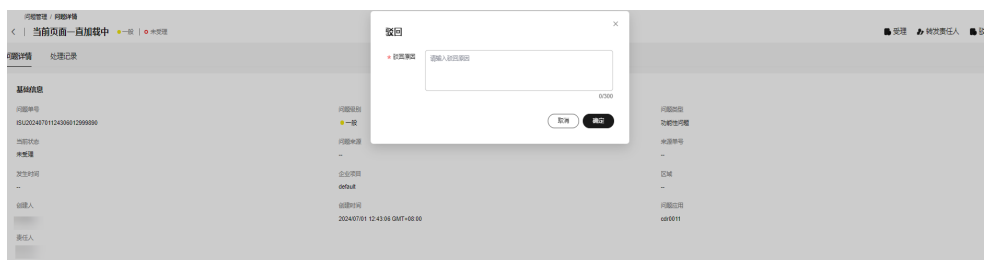 问题管理 / 问题详情
当前页面一直加载中 一般 | 未受理
受理 转发责任人
问题详情 处理记录
驳回
* 驳回原因 请输入驳回原因
0/300
取消 确定
基础信息
问题单号 问题级别 问题类别
ISU2024070112430601299989​0 一般 功能性问题
当前状态 问题来源 来源单号
未受理 -- --
发生时间 企业项目 区域
-- default --
创建人 创建时间 问题应用
2024/07/01 12:43:06 GMT+08:00 cdr0011
责任人